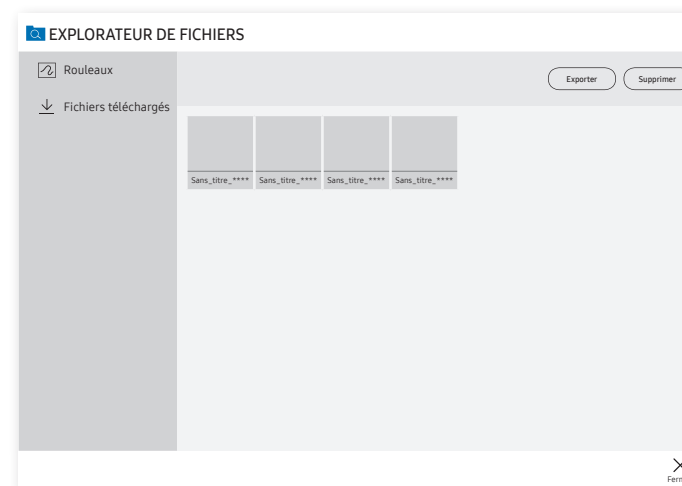 EXPLORATEUR DE FICHIERS
Rouleaux
Fichiers téléchargés
Exporter
Supprimer
Sans_titre_**** Sans_titre_**** Sans_titre_**** Sans_titre_****